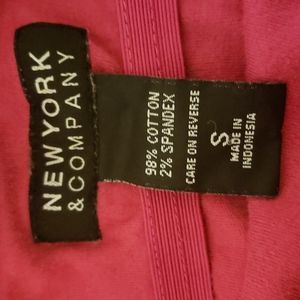 NEW YORK
& COMPANY
98% COTTON
2% SPANDEX
CARE ON REVERSE
S
MADE IN
INDONESIA